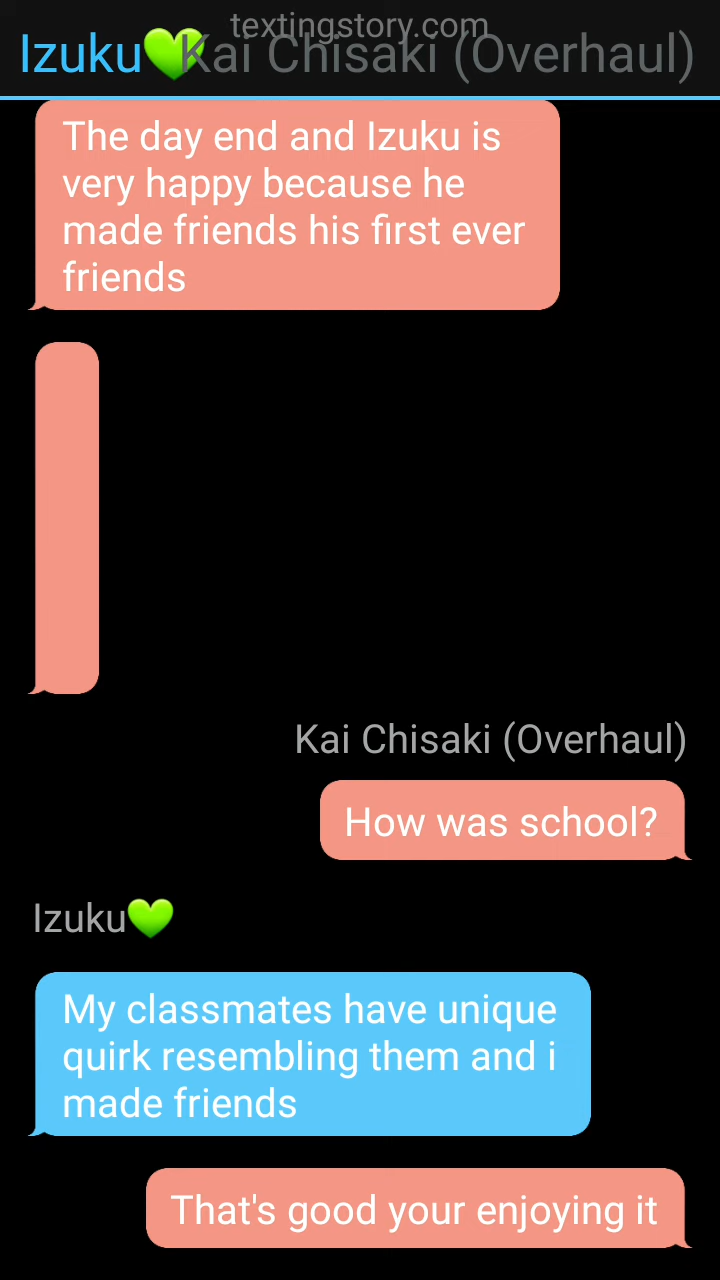 textingstory.com
Izuku💚Kai Chisaki (Overhaul)
The day end and Izuku is
very happy because he
made friends his first ever
friends
Kai Chisaki (Overhaul)
How was school?
Izuku💚
My classmates have unique
quirk resembling them and i
made friends
That's good your enjoying it